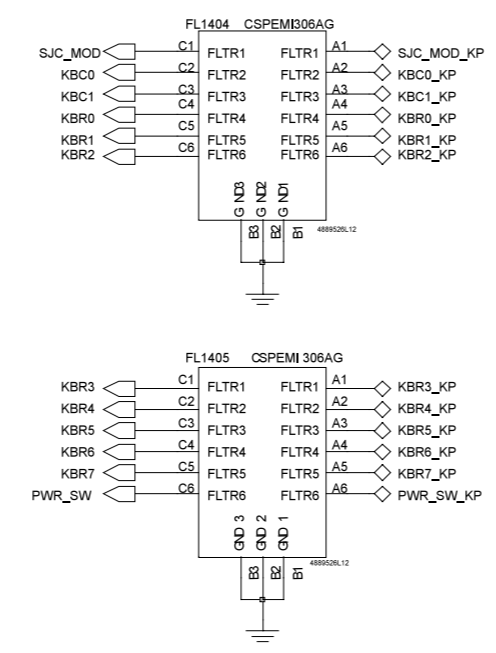 FL1404 CSPEMI306AG
SJC_MOD C1 FLTR1 FLTR1 A1 SJC_MOD_KP
KBC0 C2 FLTR2 FLTR2 A2 KBC0_KP
KBC1 C3 FLTR3 FLTR3 A3 KBC1_KP
KBR0 C4 FLTR4 FLTR4 A4 KBR0_KP
KBR1 C5 FLTR5 FLTR5 A5 KBR1_KP
KBR2 C6 FLTR6 FLTR6 A6 KBR2_KP
GND3 GND2 GND1
B3 B2 B1 4889526L12
FL1405 CSPEMI 306AG
KBR3 C1 FLTR1 FLTR1 A1 KBR3_KP
KBR4 C2 FLTR2 FLTR2 A2 KBR4_KP
KBR5 C3 FLTR3 FLTR3 A3 KBR5_KP
KBR6 C4 FLTR4 FLTR4 A4 KBR6_KP
KBR7 C5 FLTR5 FLTR5 A5 KBR7_KP
PWR_SW C6 FLTR6 FLTR6 A6 PWR_SW_KP
GND 3 GND 2 GND 1
B3 B2 B1 4889526L12